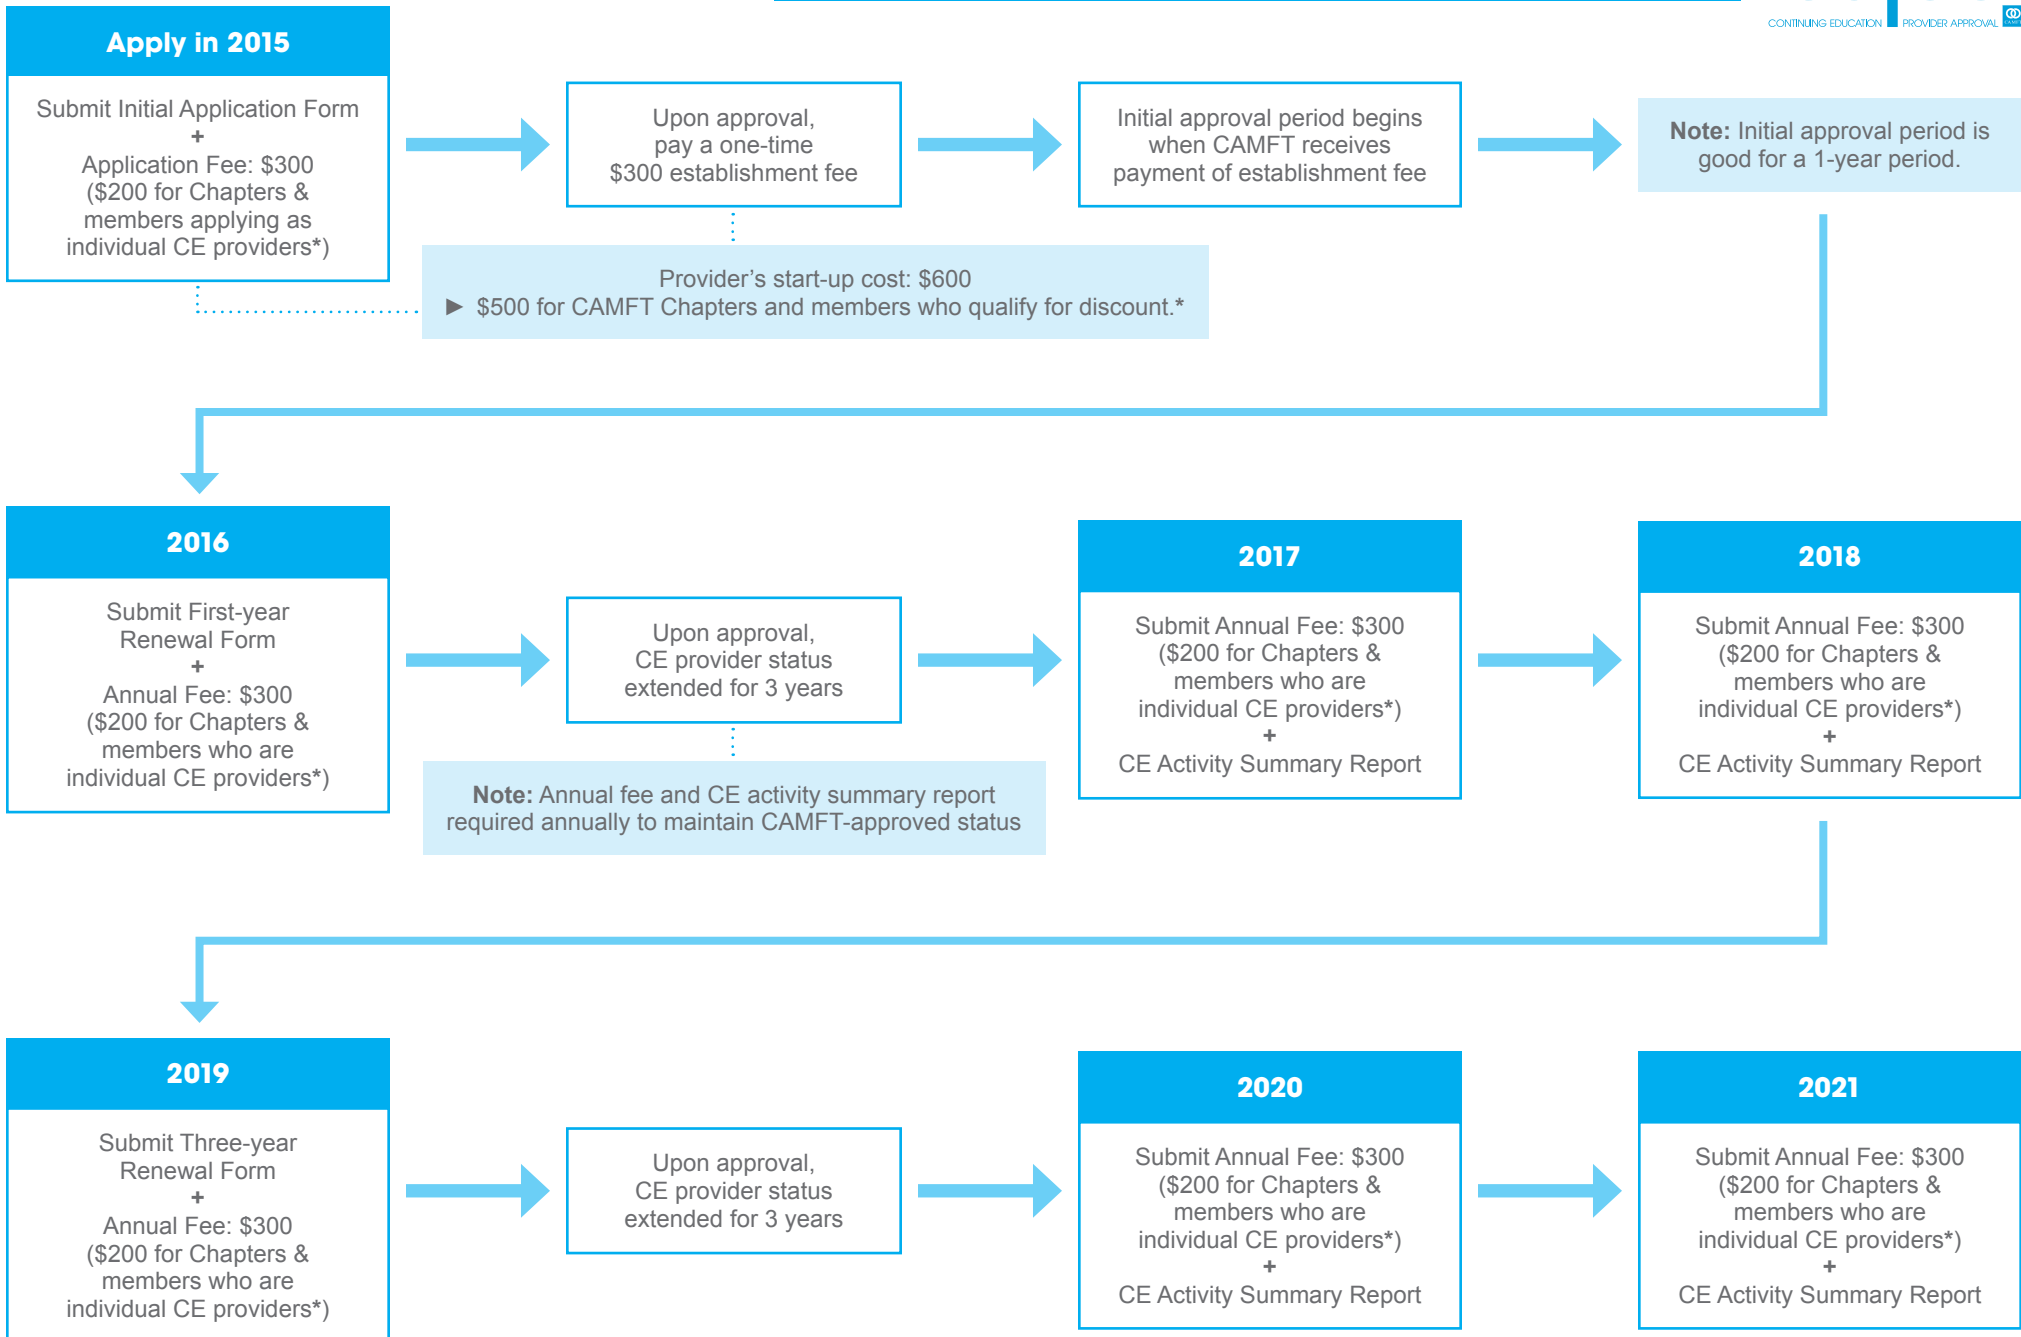 CONTINUING EDUCATION PROVIDER APPROVAL
Apply in 2015
Submit Initial Application Form
+
Application Fee: $300
($200 for Chapters &
members applying as
individual CE providers*)
Upon approval,
pay a one-time
$300 establishment fee
Initial approval period begins
when CAMFT receives
payment of establishment fee
Note: Initial approval period is
good for a 1-year period.
Provider’s start-up cost: $600
► $500 for CAMFT Chapters and members who qualify for discount.*
2016
Submit First-year
Renewal Form
+
Annual Fee: $300
($200 for Chapters &
members who are
individual CE providers*)
Upon approval,
CE provider status
extended for 3 years
Note: Annual fee and CE activity summary report
required annually to maintain CAMFT-approved status
2017
Submit Annual Fee: $300
($200 for Chapters &
members who are
individual CE providers*)
+
CE Activity Summary Report
2018
Submit Annual Fee: $300
($200 for Chapters &
members who are
individual CE providers*)
+
CE Activity Summary Report
2019
Submit Three-year
Renewal Form
+
Annual Fee: $300
($200 for Chapters &
members who are
individual CE providers*)
Upon approval,
CE provider status
extended for 3 years
2020
Submit Annual Fee: $300
($200 for Chapters &
members who are
individual CE providers*)
+
CE Activity Summary Report
2021
Submit Annual Fee: $300
($200 for Chapters &
members who are
individual CE providers*)
+
CE Activity Summary Report